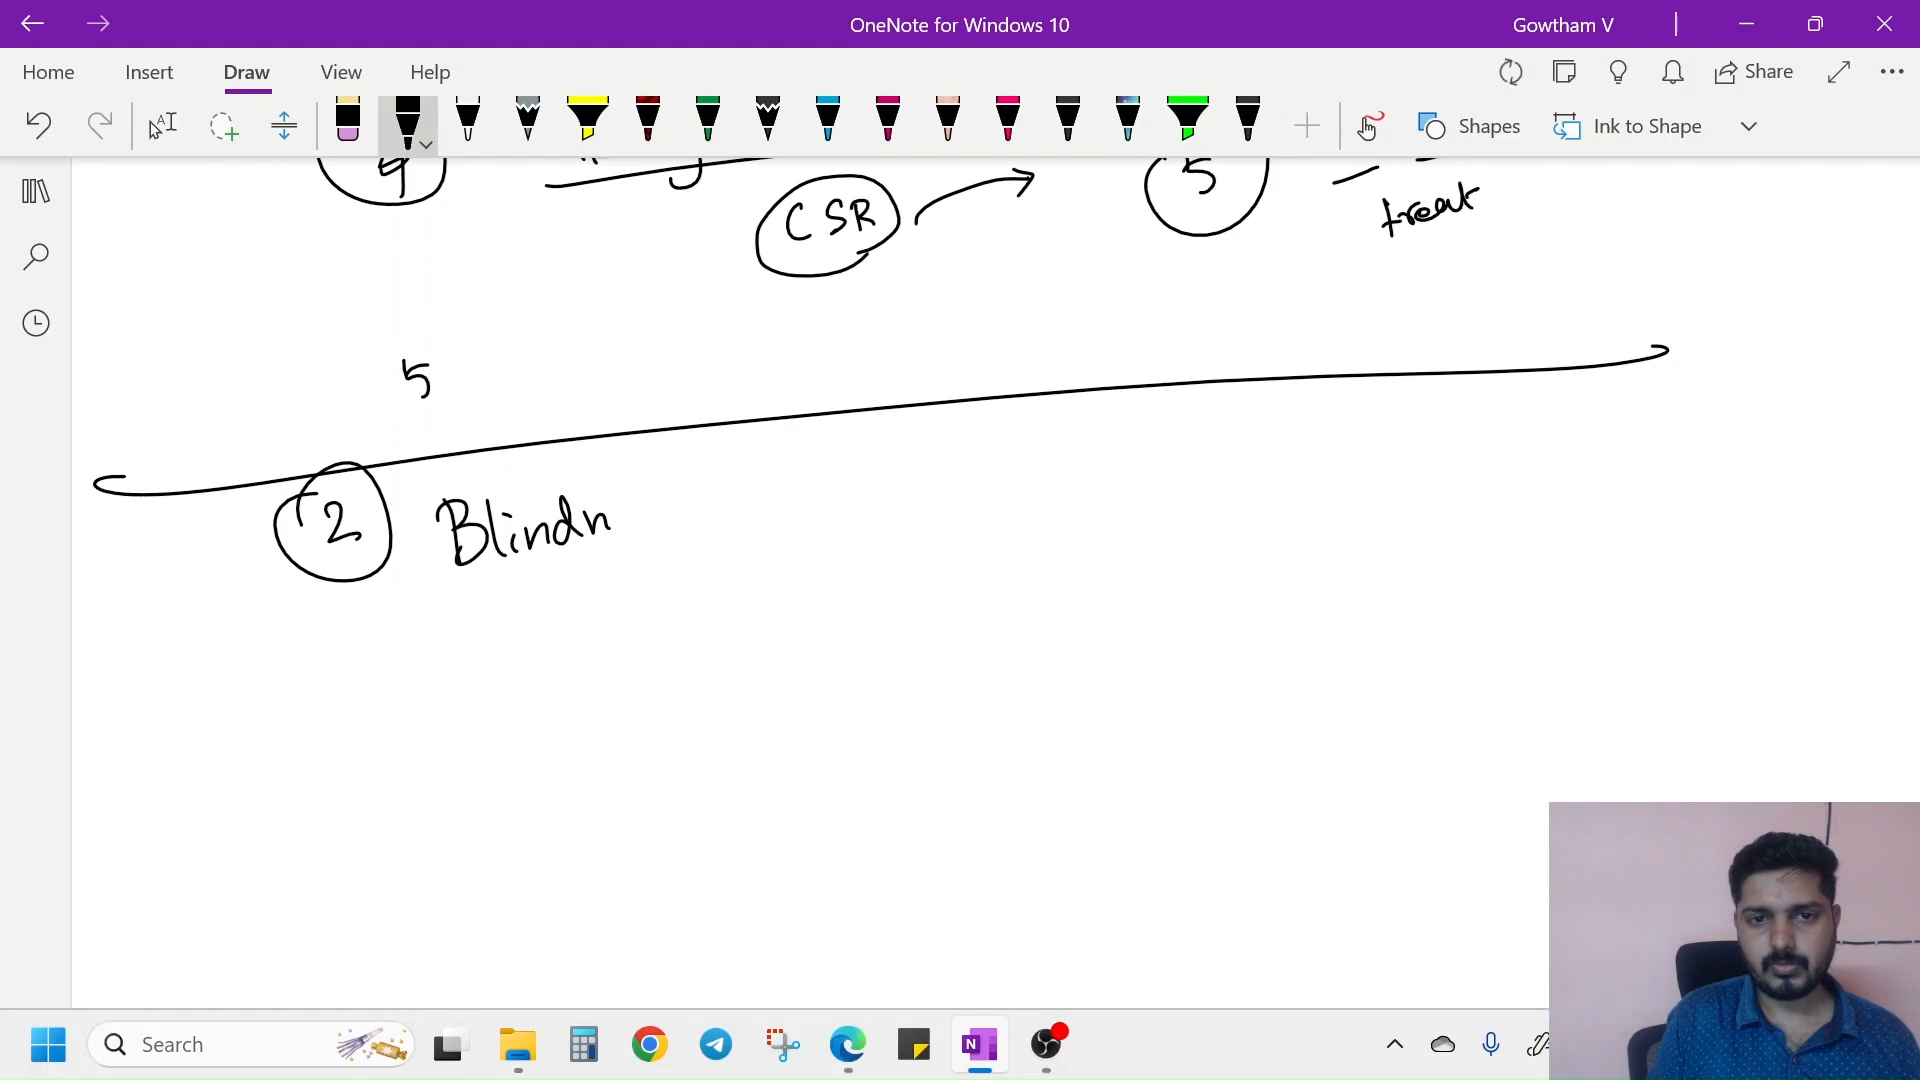 OneNote for Windows 10
Gowtham V
Home Insert Draw View Help
Share
Shapes
Ink to Shape
5
CSR
treat
5
2 Blindn
Search